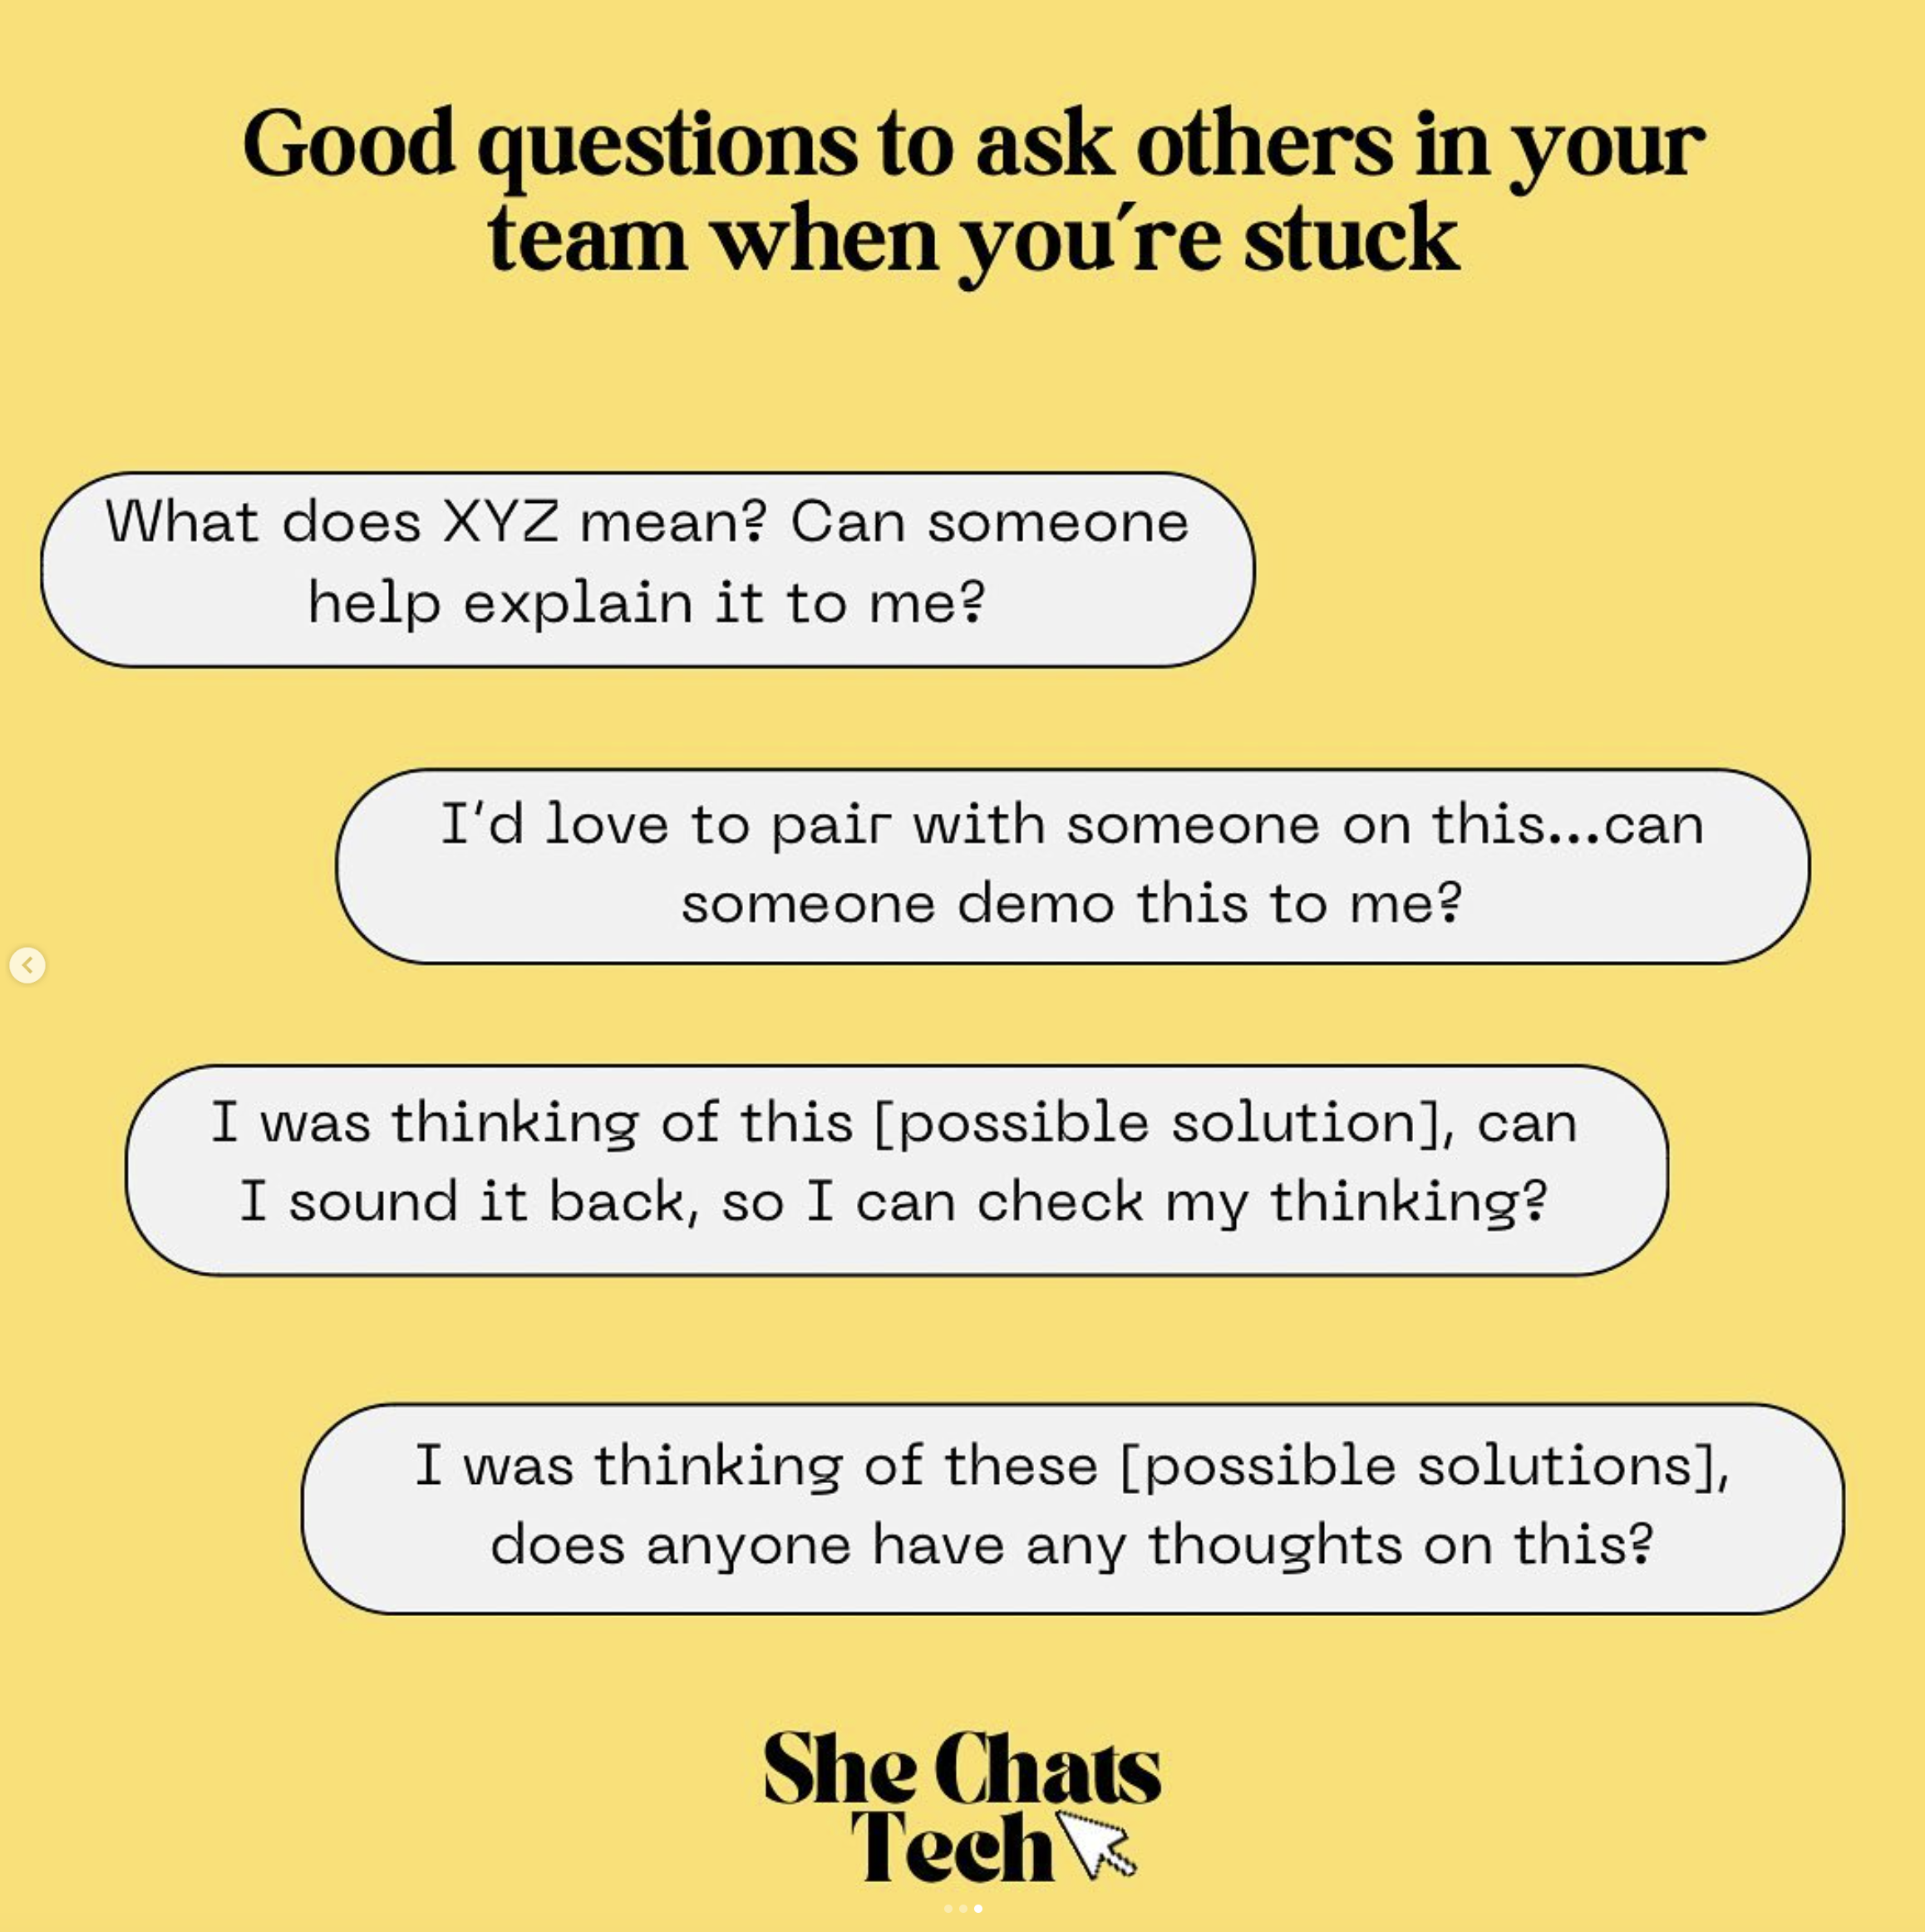 Good questions to ask others in your
team when you´re stuck
What does XYZ mean? Can someone
help explain it to me?
I‘d love to pair with someone on this...can
someone demo this to me?
I was thinking of this [possible solution], can
I sound it back, so I can check my thinking?
I was thinking of these [possible solutions],
does anyone have any thoughts on this?
She Chats
Tech